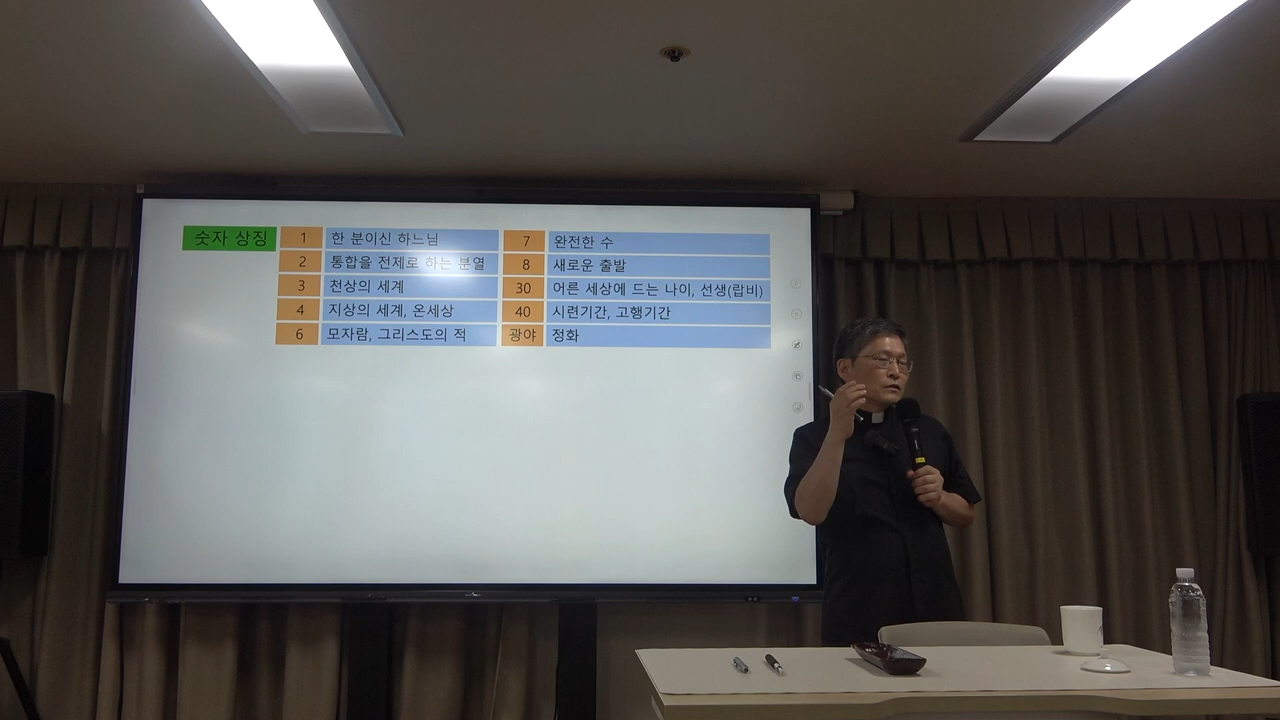 숫자 상징
1 한 분이신 하느님
2 통합을 전제로 하는 분열
3 천상의 세계
4 지상의 세계, 온세상
6 모자람, 그리스도의 적
7 완전한 수
8 새로운 출발
30 어른 세상에 드는 나이, 선생(랍비)
40 시련기간, 고행기간
광야 정화